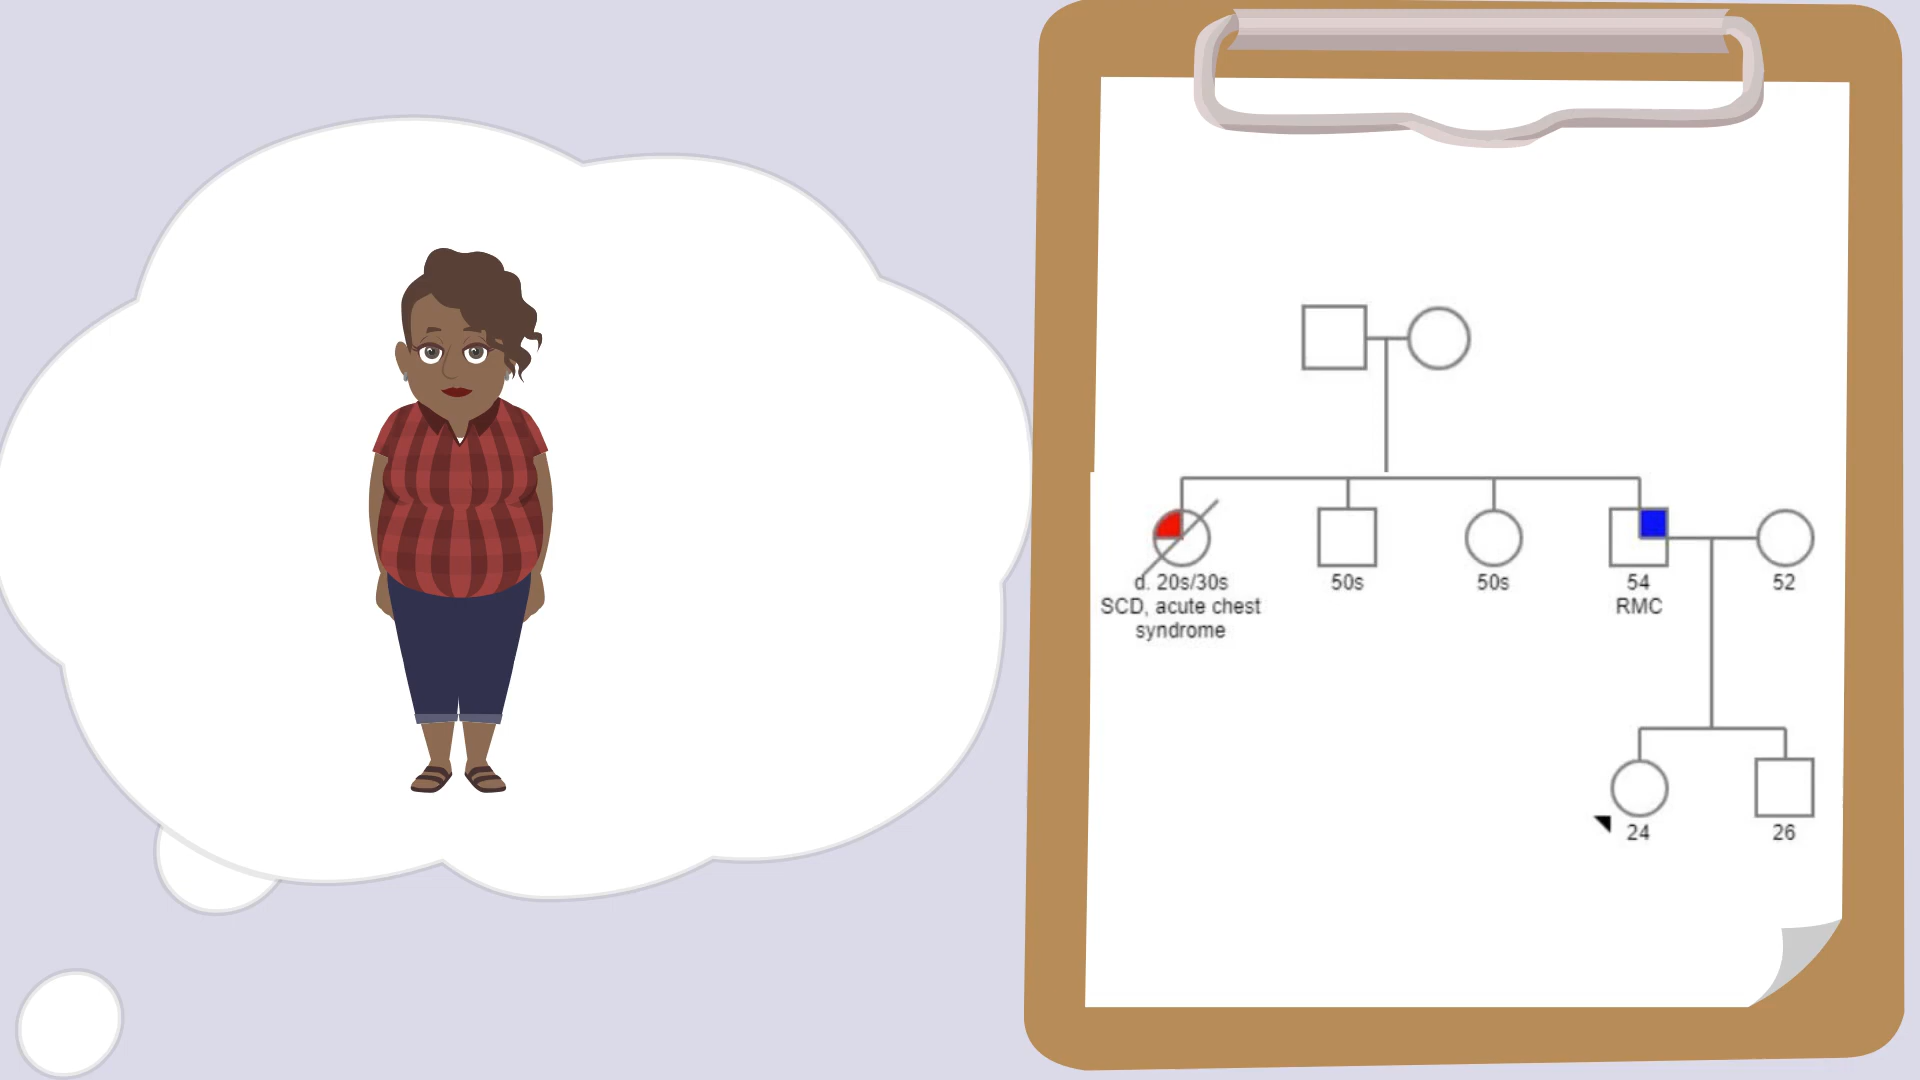 d. 20s/30s
SCD, acute chest
syndrome
50s
50s
54
RMC
52
24
26